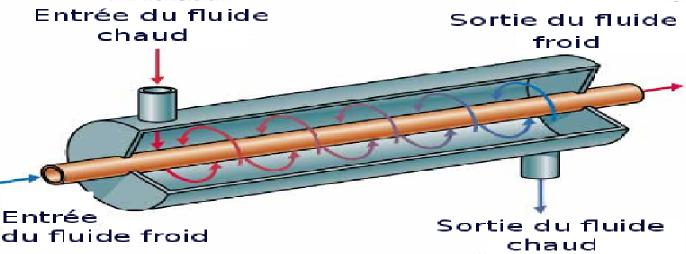 Entrée du fluide
chaud
Sortie du fluide
froid
Entrée
du fluide froid
Sortie du fluide
chaud